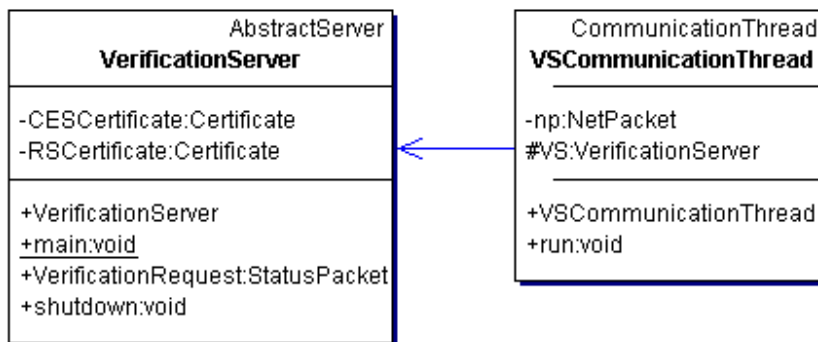 AbstractServer
VerificationServer
-CESCertificate:Certificate
-RSCertificate:Certificate
+VerificationServer
+main:void
+VerificationRequest:StatusPacket
+shutdown:void
CommunicationThread
VSCommunicationThread
-np:NetPacket
#VS:VerificationServer
+VSCommunicationThread
+run:void